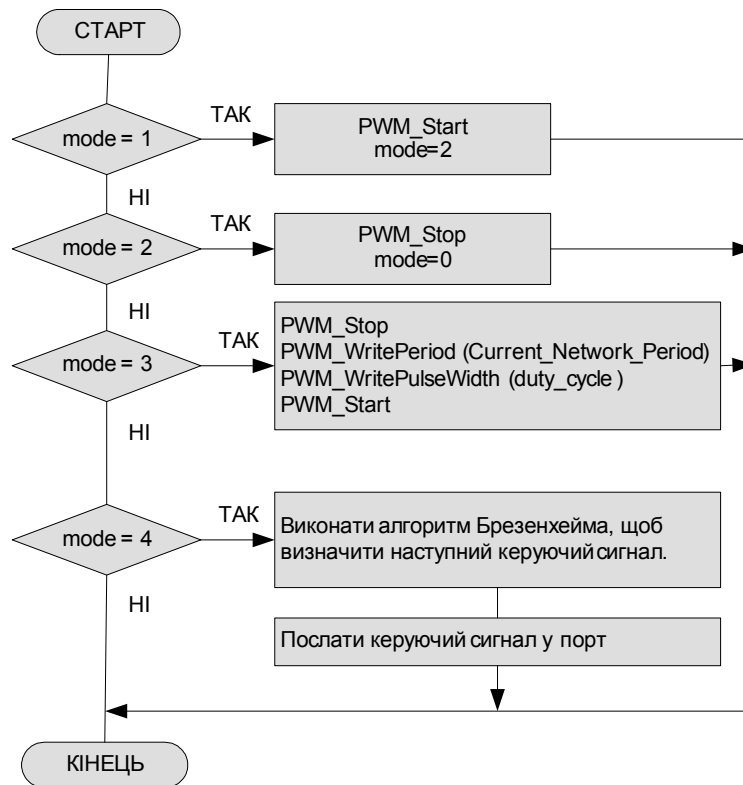 СТАРТ
mode = 1
ТАК
PWM_Start
mode=2
НІ
mode = 2
ТАК
PWM_Stop
mode=0
НІ
mode = 3
ТАК
PWM_Stop
PWM_WritePeriod (Current_Network_Period)
PWM_WritePulseWidth (duty_cycle )
PWM_Start
НІ
mode = 4
ТАК
Виконати алгоритм Брезенхейма, щоб
визначити наступний керуючий сигнал.
НІ
Послати керуючий сигнал у порт
КІНЕЦЬ